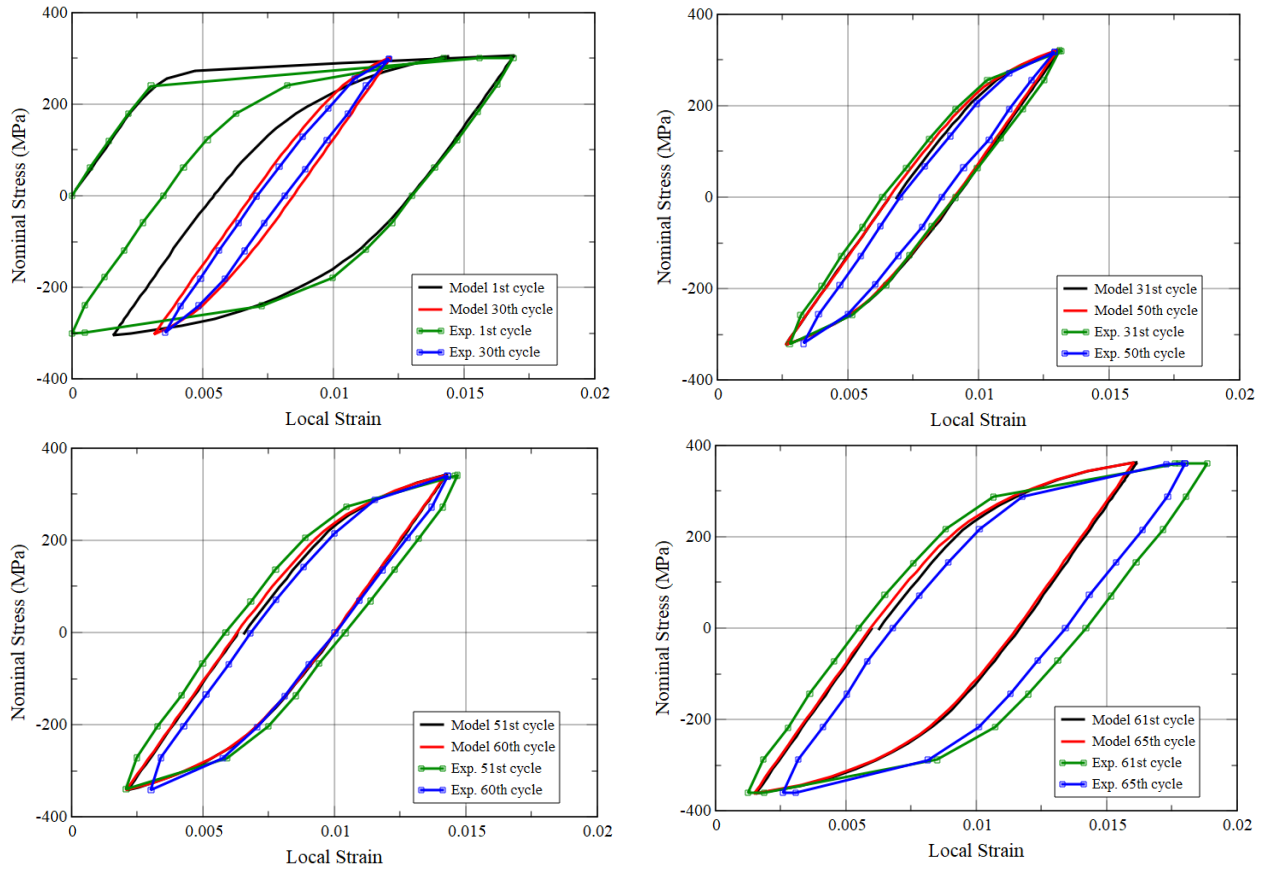 400
200
0
-200
-400
0
0.005
0.01
0.015
0.02
Nominal Stress (MPa)
Local Strain
Model 1st cycle
Model 30th cycle
Exp. 1st cycle
Exp. 30th cycle
400
200
0
-200
-400
0
0.005
0.01
0.015
0.02
Nominal Stress (MPa)
Local Strain
Model 31st cycle
Model 50th cycle
Exp. 31st cycle
Exp. 50th cycle
400
200
0
-200
-400
0
0.005
0.01
0.015
0.02
Nominal Stress (MPa)
Local Strain
Model 51st cycle
Model 60th cycle
Exp. 51st cycle
Exp. 60th cycle
400
200
0
-200
-400
0
0.005
0.01
0.015
0.02
Nominal Stress (MPa)
Local Strain
Model 61st cycle
Model 65th cycle
Exp. 61st cycle
Exp. 65th cycle